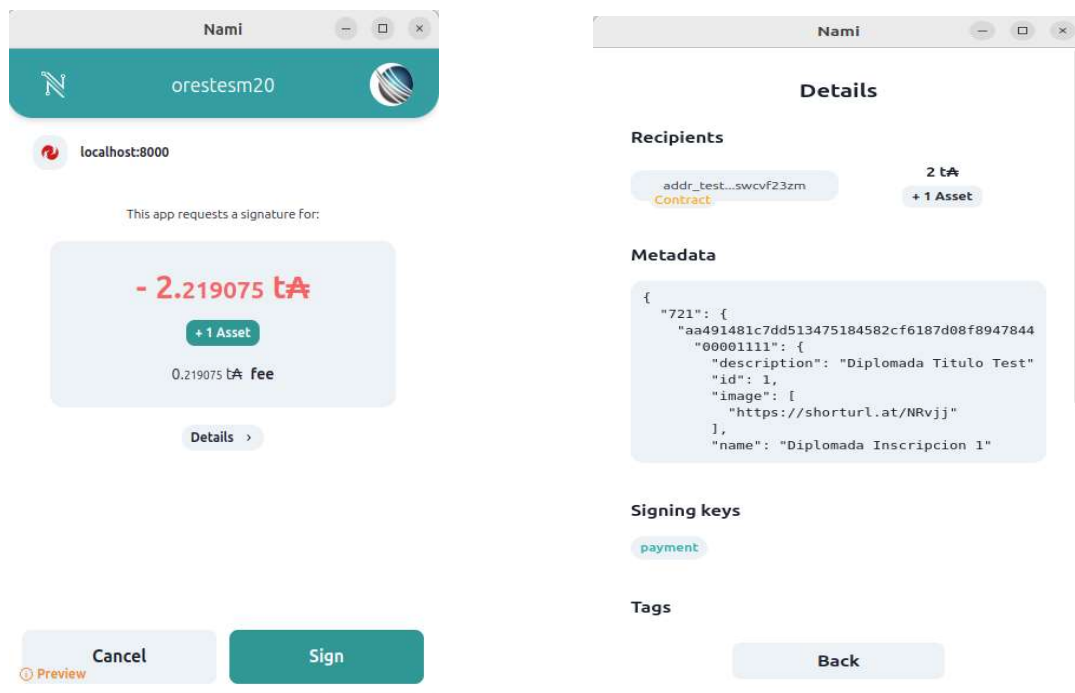 Nami
orestesm20
localhost:8000
This app requests a signature for:
- 2.219075 t₳
+ 1 Asset
0.219075 t₳ fee
Details ›
Cancel
Sign
Preview
Nami
Details
Recipients
addr_test...swcvf23zm
Contract
2 t₳
+ 1 Asset
Metadata
{
"721": {
"aa491481c7dd513475184582cf6187d08f8947844
"00001111": {
"description": "Diplomada Titulo Test"
"id": 1,
"image": [
"https://shorturl.at/NRvjj"
],
"name": "Diplomada Inscripcion 1"
Signing keys
payment
Tags
Back